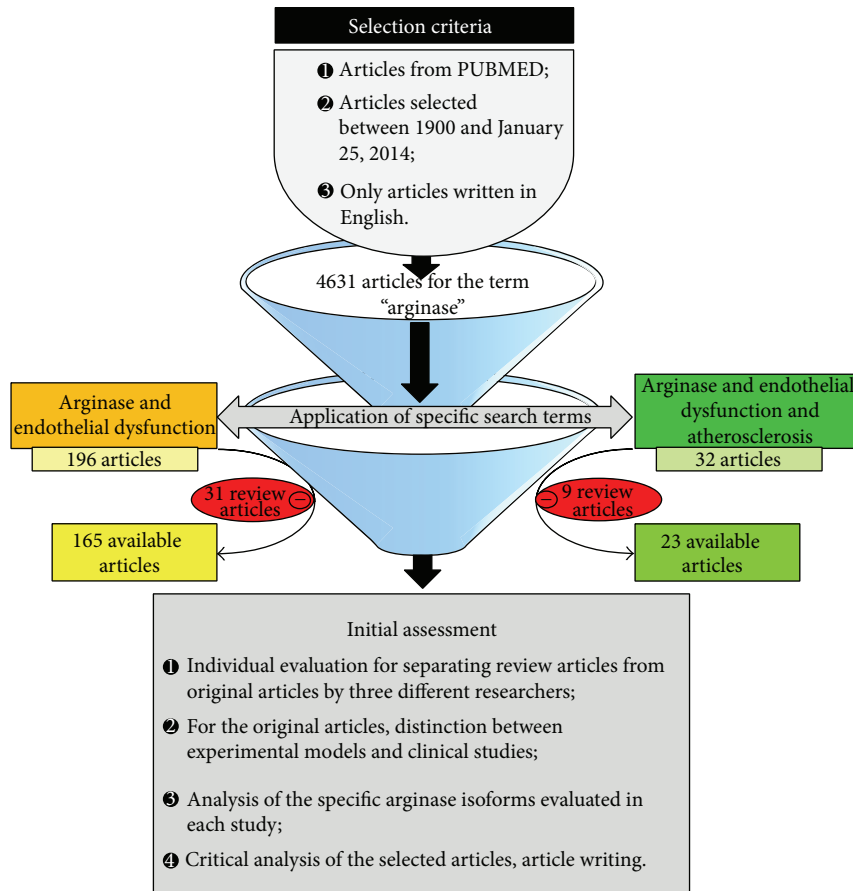 Selection criteria
❶ Articles from PUBMED;
❷ Articles selected
between 1900 and January
25, 2014;
❸ Only articles written in
English.
4631 articles for the term
“arginase”
Application of specific search terms
Arginase and
endothelial dysfunction
196 articles
31 review
articles
−
165 available
articles
Arginase and endothelial
dysfunction and
atherosclerosis
32 articles
9 review
articles
−
23 available
articles
Initial assessment
❶ Individual evaluation for separating review articles from
original articles by three different researchers;
❷ For the original articles, distinction between
experimental models and clinical studies;
❸ Analysis of the specific arginase isoforms evaluated in
each study;
❹ Critical analysis of the selected articles, article writing.